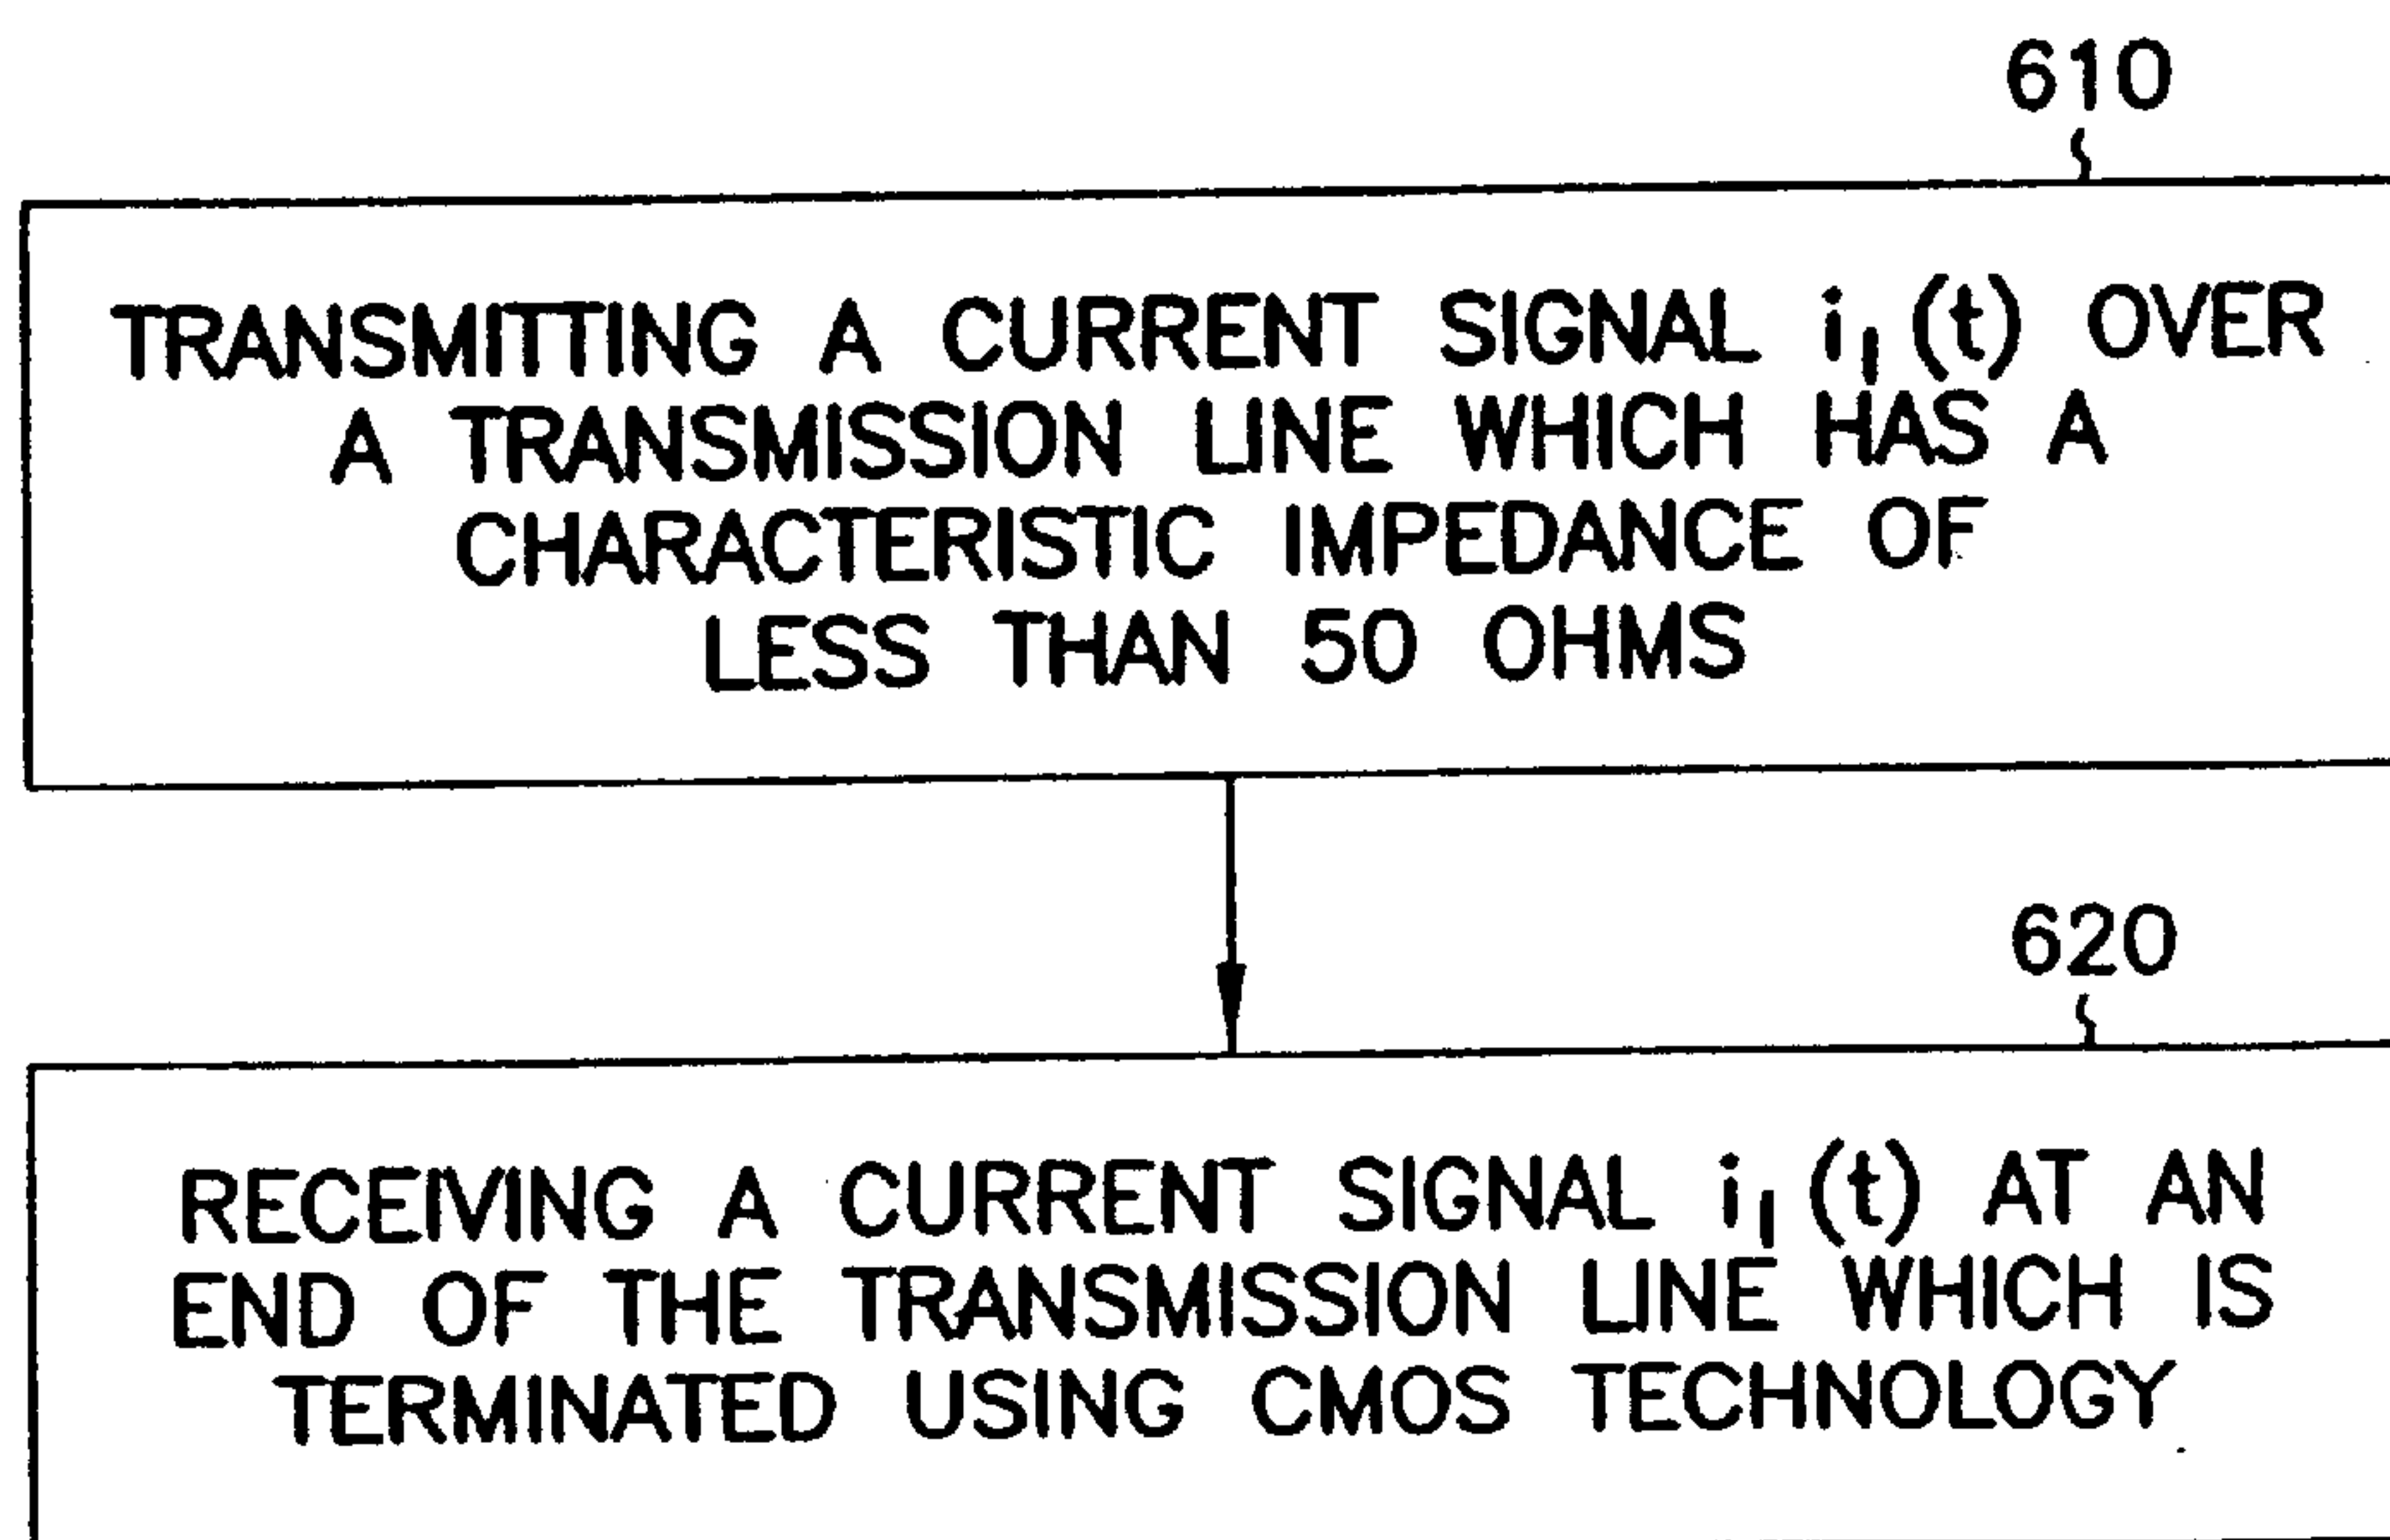 610
TRANSMITTING A CURRENT SIGNAL i₁(t) OVER
A TRANSMISSION LINE WHICH HAS A
CHARACTERISTIC IMPEDANCE OF
LESS THAN 50 OHMS
620
RECEIVING A CURRENT SIGNAL i₁(t) AT AN
END OF THE TRANSMISSION LINE WHICH IS
TERMINATED USING CMOS TECHNOLOGY